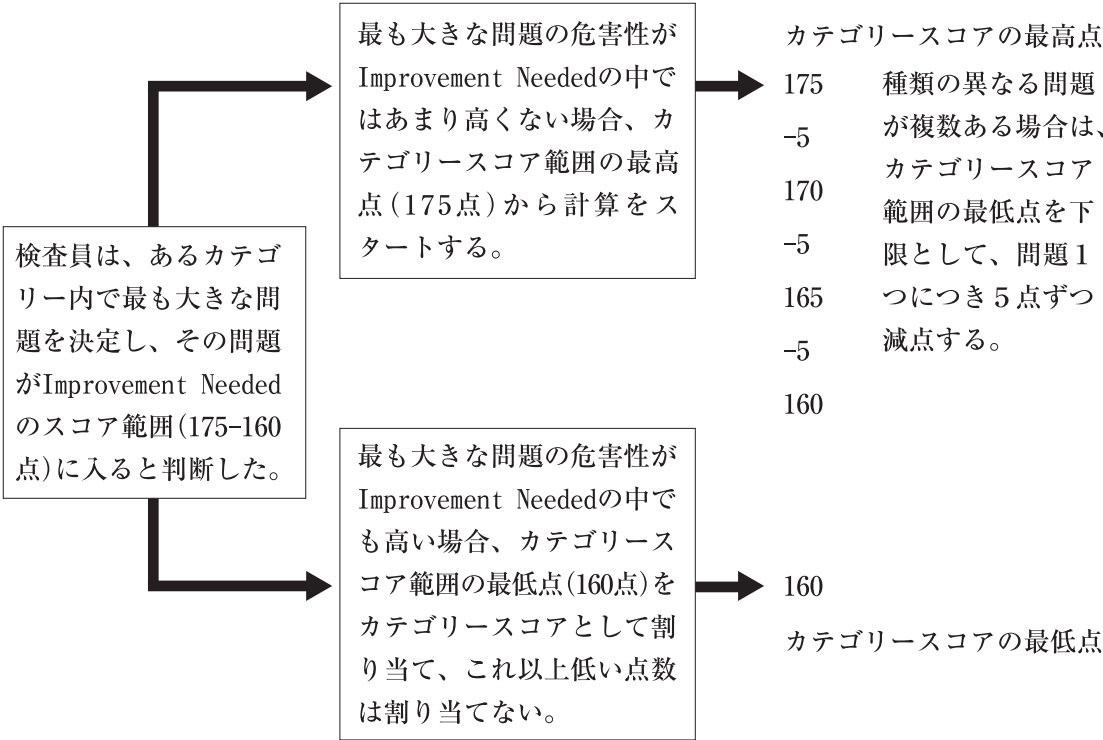 検査員は、あるカテゴ
リー内で最も大きな問
題を決定し、その問題
がImprovement Needed
のスコア範囲(175-160
点)に入ると判断した。
最も大きな問題の危害性が
Improvement Neededの中で
はあまり高くない場合、カ
テゴリースコア範囲の最高
点(175点)から計算をス
タートする。
カテゴリースコアの最高点
175
-5
170
-5
165
-5
160
種類の異なる問題
が複数ある場合は、
カテゴリースコア
範囲の最低点を下
限として、問題1
つにつき5点ずつ
減点する。
最も大きな問題の危害性が
Improvement Neededの中で
も高い場合、カテゴリース
コア範囲の最低点(160点)を
カテゴリースコアとして割
り当て、これ以上低い点数
は割り当てない。
160
カテゴリースコアの最低点